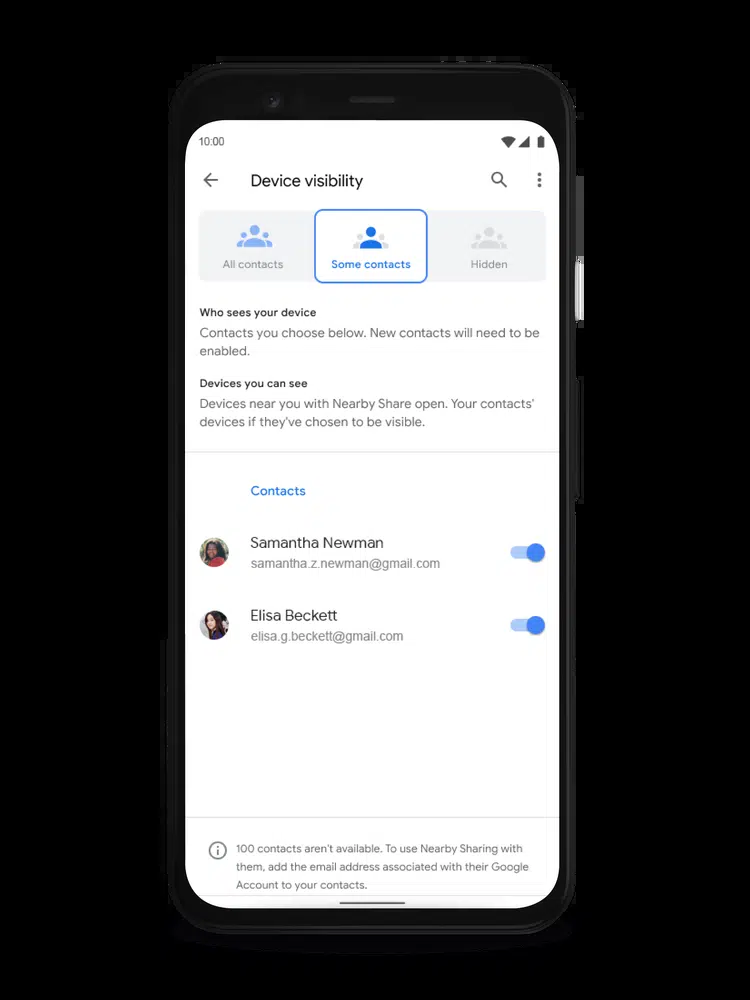 10:00
Device visibility
All contacts
Some contacts
Hidden
Who sees your device
Contacts you choose below. New contacts will need to be
enabled.
Devices you can see
Devices near you with Nearby Share open. Your contacts'
devices if they've chosen to be visible.
Contacts
Samantha Newman
samantha.z.newman@gmail.com
Elisa Beckett
elisa.g.beckett@gmail.com
100 contacts aren't available. To use Nearby Sharing with
them, add the email address associated with their Google
Account to your contacts.